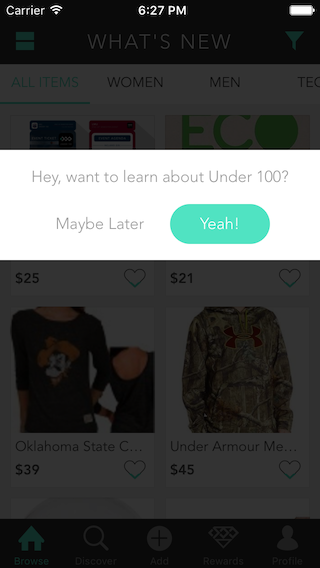 Carrier 6:27 PM
WHAT'S NEW
ALL ITEMS WOMEN MEN TEC
ECO
Hey, want to learn about Under 100?
Maybe Later Yeah!
$25 $21
Oklahoma State C... Under Armour Me...
$39 $45
Browse Discover Add Rewards Profile